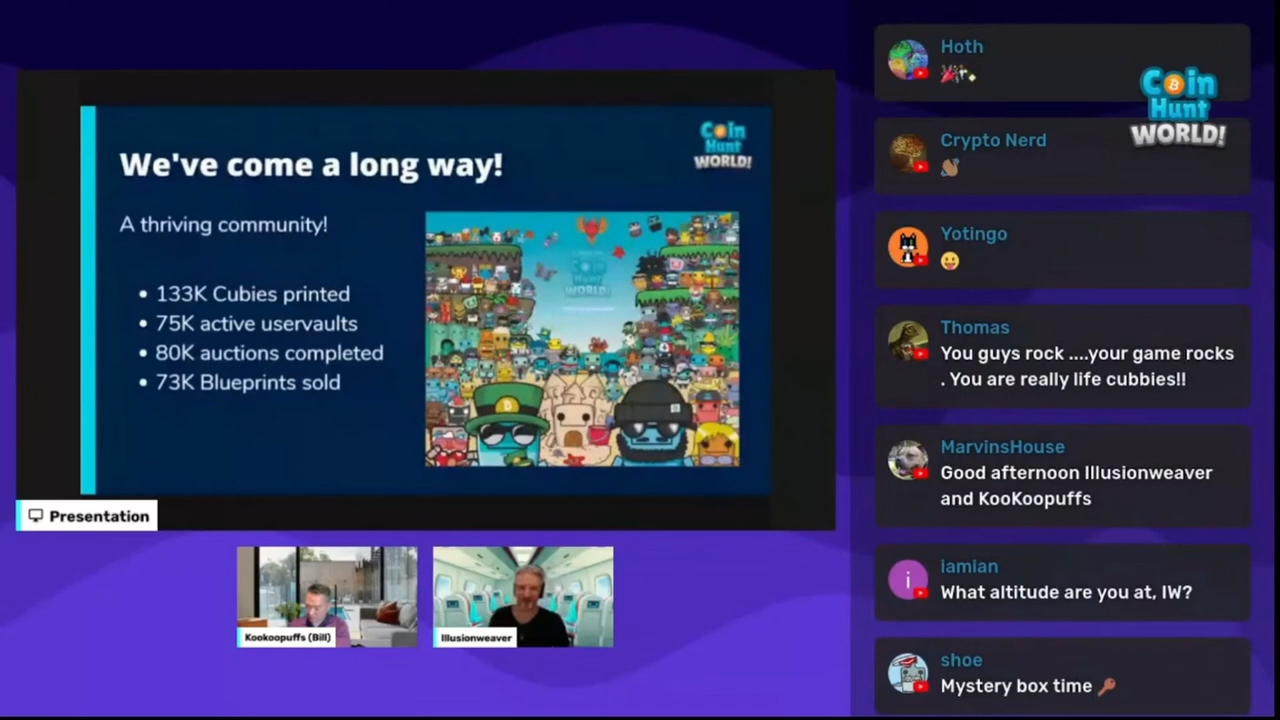 Coin
Hunt
WORLD!
We've come a long way!
A thriving community!
• 133K Cubies printed
• 75K active uservaults
• 80K auctions completed
• 73K Blueprints sold
Coin
Hunt
WORLD!
Presentation
Kookoopuffs (Bill)
Illusionweaver
Hoth
🎉🍾
Coin
Hunt
WORLD!
Crypto Nerd
👋🏽
Yotingo
😛
Thomas
You guys rock ....your game rocks
. You are really life cubbies!!
MarvinsHouse
Good afternoon Illusionweaver
and KooKoopuffs
i
iamian
What altitude are you at, IW?
shoe
Mystery box time 🗝️